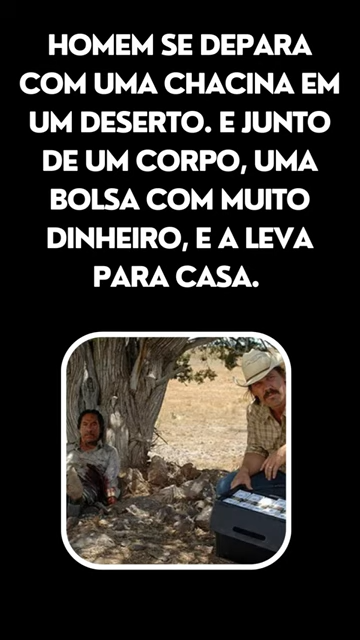 HOMEM SE DEPARA
COM UMA CHACINA EM
UM DESERTO. E JUNTO
DE UM CORPO, UMA
BOLSA COM MUITO
DINHEIRO, E A LEVA
PARA CASA.